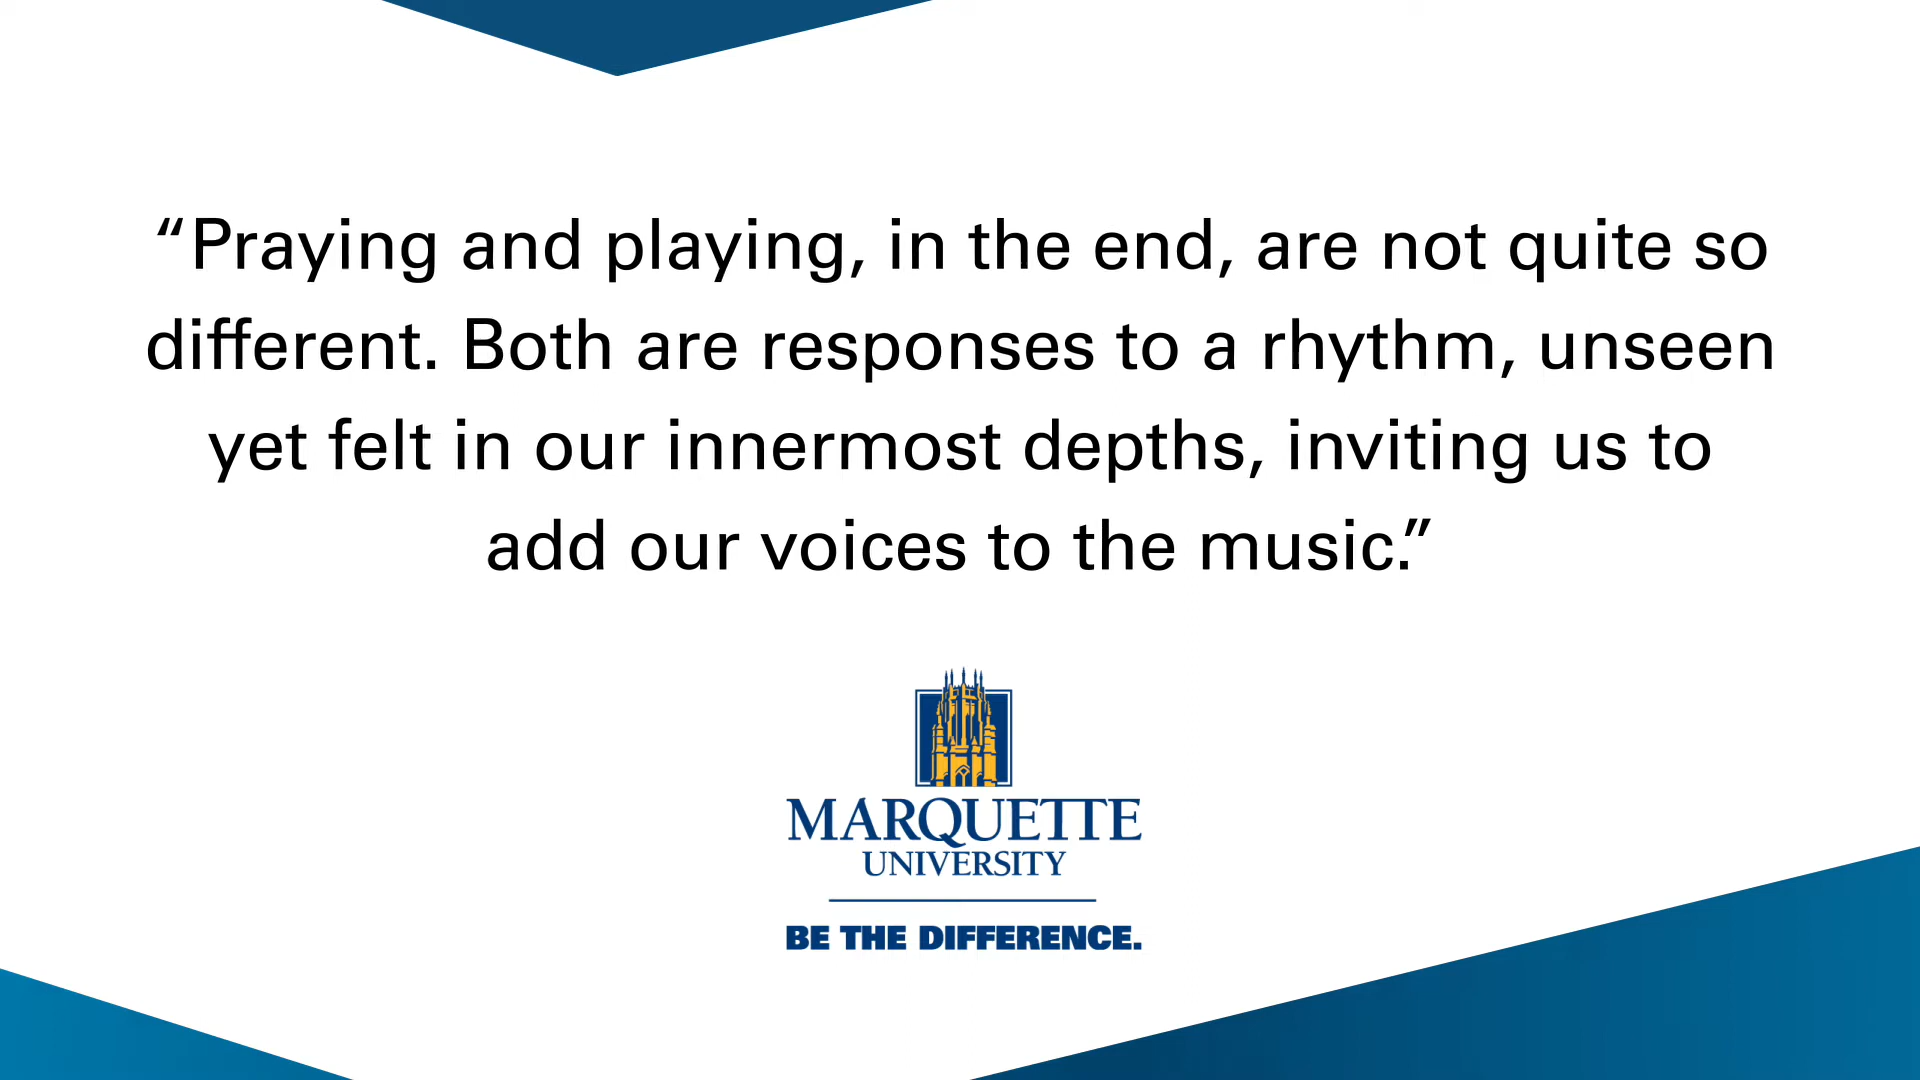 “Praying and playing, in the end, are not quite so
different. Both are responses to a rhythm, unseen
yet felt in our innermost depths, inviting us to
add our voices to the music.”
MARQUETTE
UNIVERSITY
BE THE DIFFERENCE.